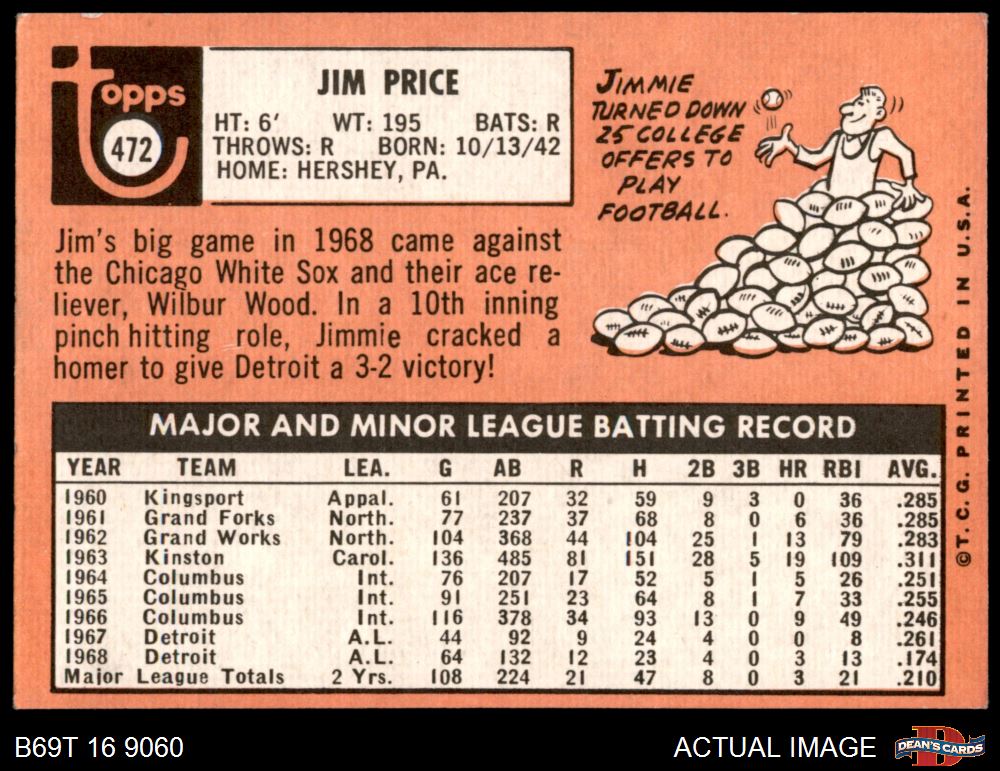 topps
472
JIM PRICE
HT: 6' WT: 195 BATS: R
THROWS: R BORN: 10/13/42
HOME: HERSHEY, PA.
JIMMIE
TURNED DOWN
25 COLLEGE
OFFERS TO
PLAY
FOOTBALL.
Jim's big game in 1968 came against
the Chicago White Sox and their ace re-
liever, Wilbur Wood. In a 10th inning
pinch hitting role, Jimmie cracked a
homer to give Detroit a 3-2 victory!
MAJOR AND MINOR LEAGUE BATTING RECORD
YEAR TEAM LEA. G AB R H 2B 3B HR RBI AVG.
1960 Kingsport Appal. 61 207 32 59 9 3 0 36 .285
1961 Grand Forks North. 77 237 37 68 8 0 6 36 .285
1962 Grand Works North. 104 368 44 104 25 1 13 79 .283
1963 Kinston Carol. 136 485 81 151 28 5 19 109 .311
1964 Columbus Int. 76 207 17 52 5 1 5 26 .251
1965 Columbus Int. 91 251 23 64 8 1 7 33 .255
1966 Columbus Int. 116 378 34 93 13 0 9 49 .246
1967 Detroit A.L. 44 92 9 24 4 0 0 8 .261
1968 Detroit A.L. 64 132 12 23 4 0 3 13 .174
Major League Totals 2 Yrs. 108 224 21 47 8 0 3 21 .210
©T.C.G. PRINTED IN U.S.A.
B69T 16 9060
ACTUAL IMAGE
D
DEAN'S CARDS